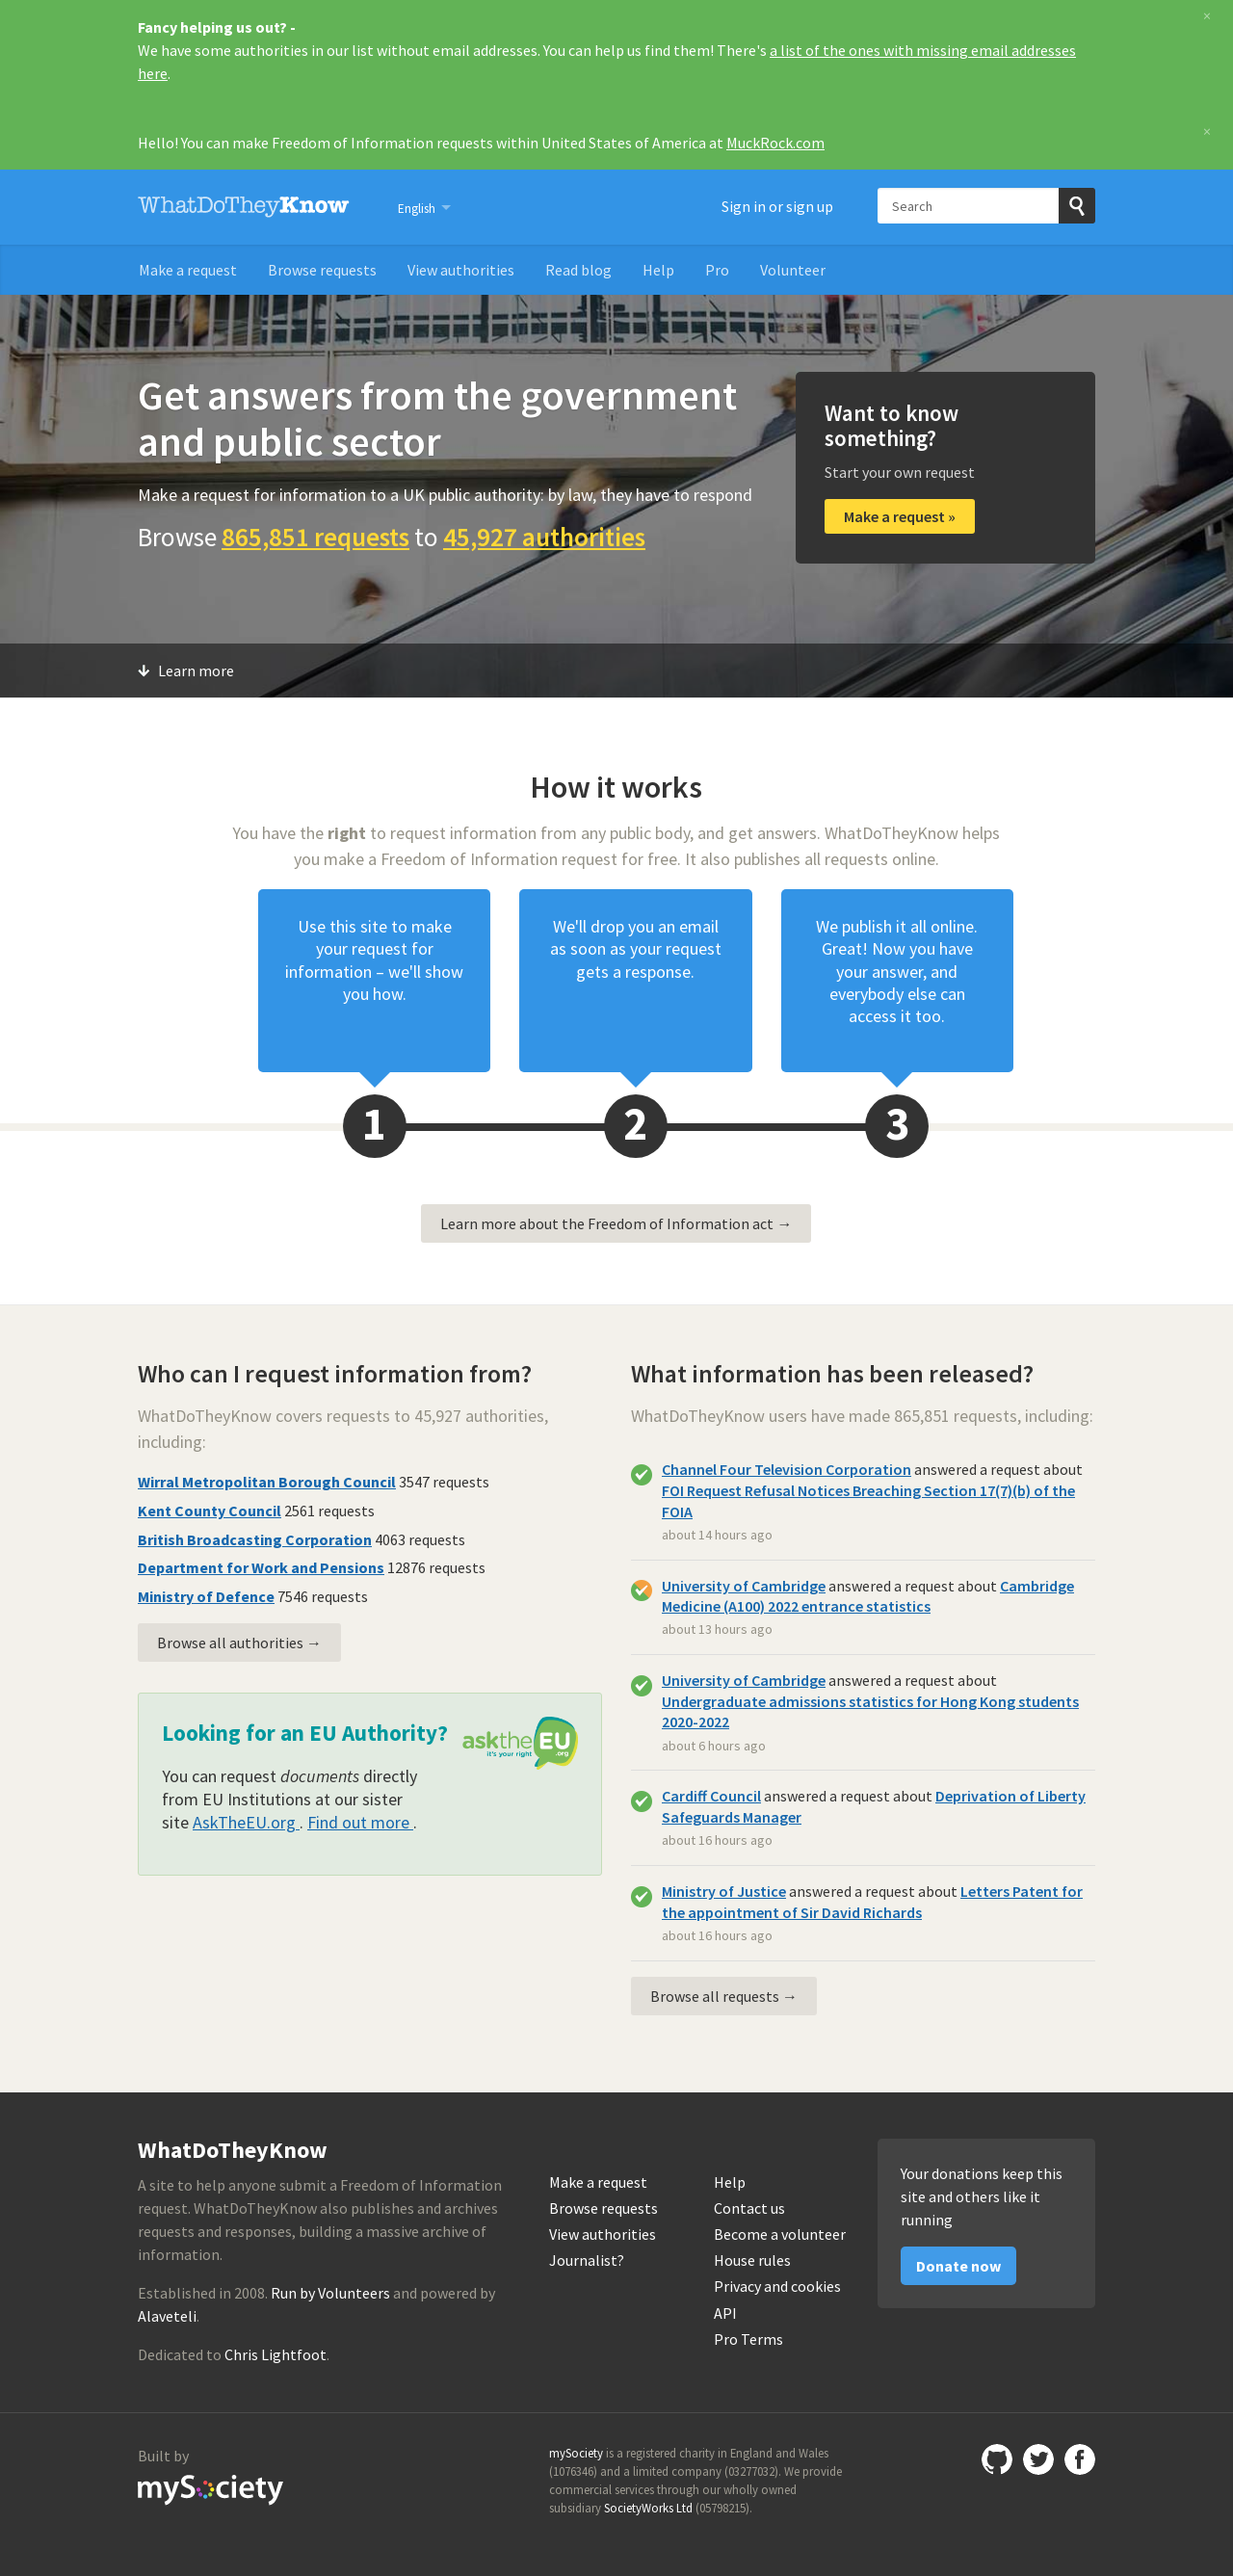 Fancy helping us out? -
We have some authorities in our list without email addresses. You can help us find them! There's a list of the ones with missing email addresses
here.
×
Hello! You can make Freedom of Information requests within United States of America at MuckRock.com
×
WhatDoTheyKnow
English
Sign in or sign up
Search
Make a request
Browse requests
View authorities
Read blog
Help
Pro
Volunteer
Get answers from the government
and public sector
Make a request for information to a UK public authority: by law, they have to respond
Browse 865,851 requests to 45,927 authorities
Want to know
something?
Start your own request
Make a request »
Learn more
How it works
You have the right to request information from any public body, and get answers. WhatDoTheyKnow helps
you make a Freedom of Information request for free. It also publishes all requests online.
Use this site to make
your request for
information – we'll show
you how.
We'll drop you an email
as soon as your request
gets a response.
We publish it all online.
Great! Now you have
your answer, and
everybody else can
access it too.
1
2
3
Learn more about the Freedom of Information act →
Who can I request information from?
WhatDoTheyKnow covers requests to 45,927 authorities,
including:
Wirral Metropolitan Borough Council 3547 requests
Kent County Council 2561 requests
British Broadcasting Corporation 4063 requests
Department for Work and Pensions 12876 requests
Ministry of Defence 7546 requests
Browse all authorities →
Looking for an EU Authority?
asktheEU
it's your right
.org
You can request documents directly
from EU Institutions at our sister
site AskTheEU.org . Find out more .
What information has been released?
WhatDoTheyKnow users have made 865,851 requests, including:
Channel Four Television Corporation answered a request about
FOI Request Refusal Notices Breaching Section 17(7)(b) of the
FOIA
about 14 hours ago
University of Cambridge answered a request about Cambridge
Medicine (A100) 2022 entrance statistics
about 13 hours ago
University of Cambridge answered a request about
Undergraduate admissions statistics for Hong Kong students
2020-2022
about 6 hours ago
Cardiff Council answered a request about Deprivation of Liberty
Safeguards Manager
about 16 hours ago
Ministry of Justice answered a request about Letters Patent for
the appointment of Sir David Richards
about 16 hours ago
Browse all requests →
WhatDoTheyKnow
A site to help anyone submit a Freedom of Information
request. WhatDoTheyKnow also publishes and archives
requests and responses, building a massive archive of
information.
Established in 2008. Run by Volunteers and powered by
Alaveteli.
Dedicated to Chris Lightfoot.
Make a request
Browse requests
View authorities
Journalist?
Help
Contact us
Become a volunteer
House rules
Privacy and cookies
API
Pro Terms
Your donations keep this
site and others like it
running
Donate now
Built by
mySociety
mySociety is a registered charity in England and Wales
(1076346) and a limited company (03277032). We provide
commercial services through our wholly owned
subsidiary SocietyWorks Ltd (05798215).